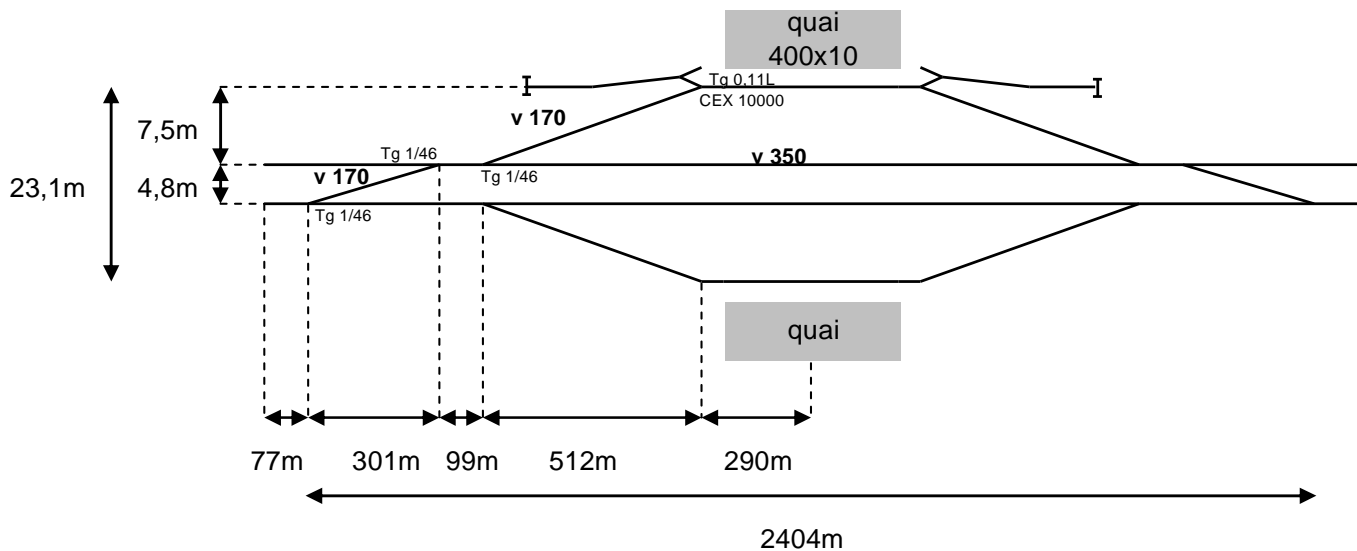 quai
400x10
Tg 0,11L
CEX 10000
v 170
7,5m
Tg 1/46
v 350
23,1m
4,8m
v 170
Tg 1/46
Tg 1/46
quai
77m
301m
99m
512m
290m
2404m